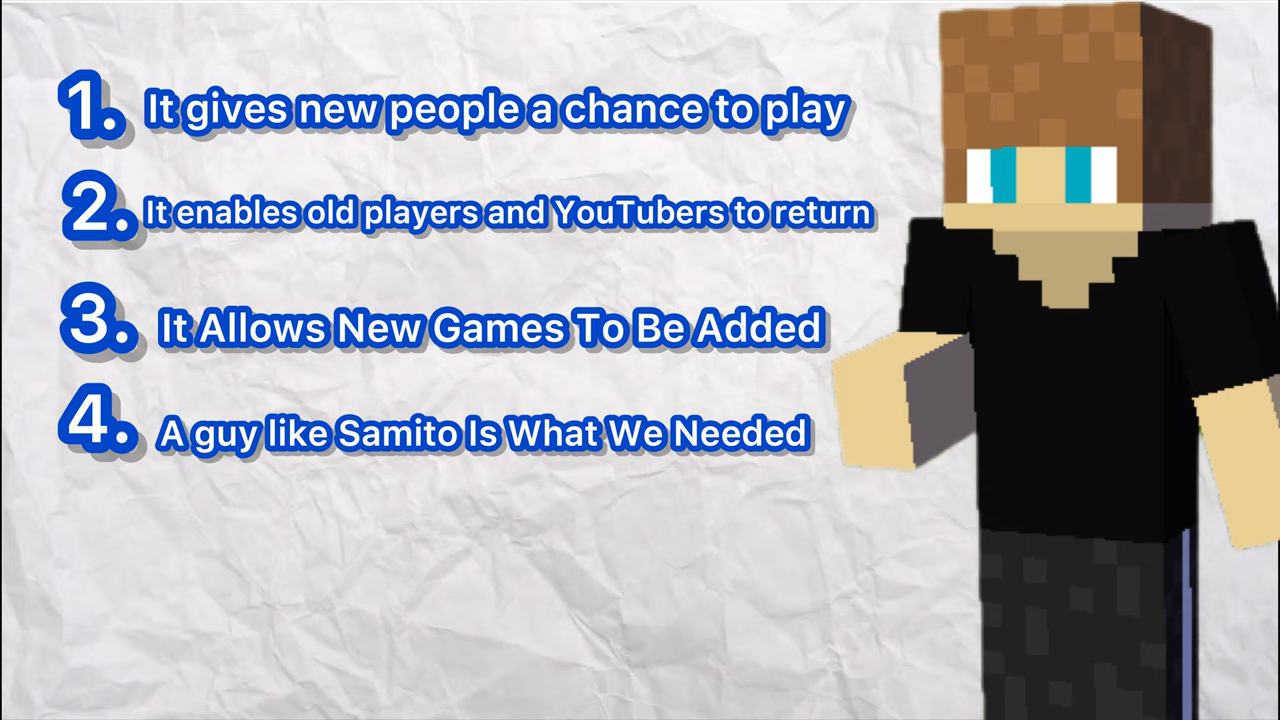 1. It gives new people a chance to play
2. It enables old players and YouTubers to return
3. It Allows New Games To Be Added
4. A guy like Samito Is What We Needed